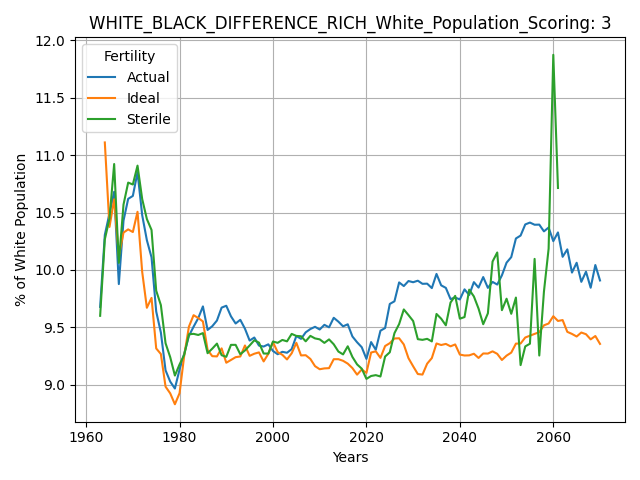 WHITE_BLACK_DIFFERENCE_RICH_White_Population_Scoring: 3
12.0
11.5
11.0
10.5
10.0
9.5
9.0
% of White Population
Fertility
Actual
Ideal
Sterile
1960 1980 2000 2020 2040 2060
Years